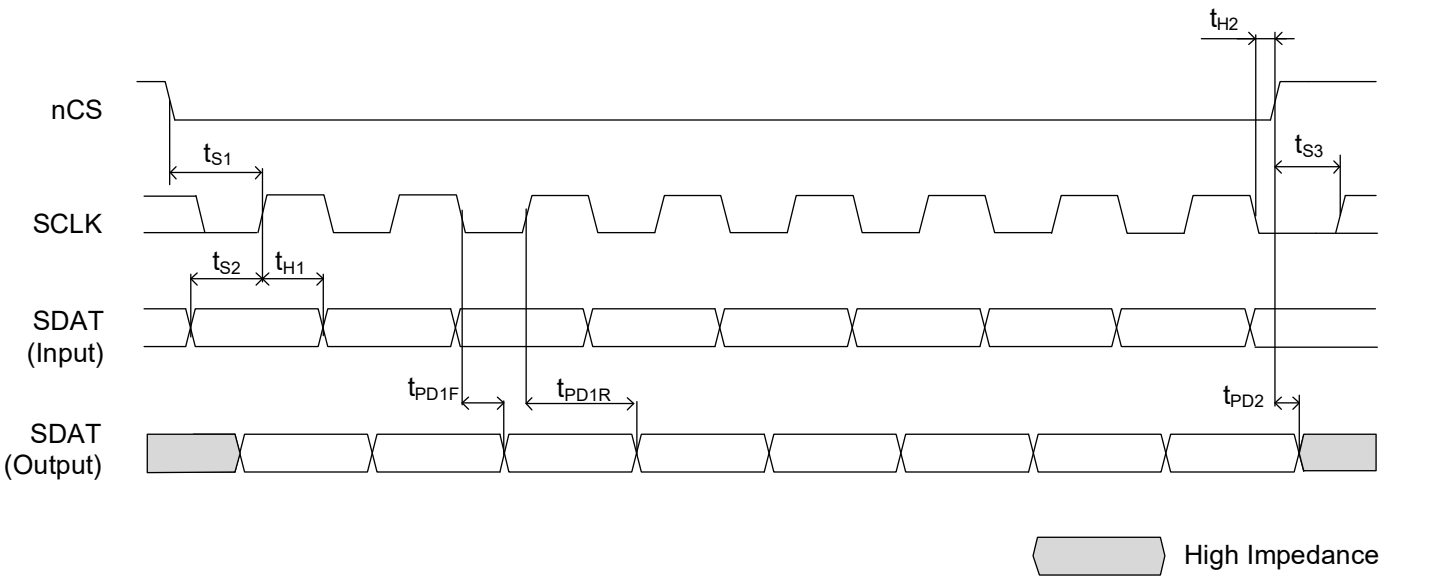 tH2
nCS
tS1
tS3
SCLK
tS2
tH1
SDAT
(Input)
tPD1F
tPD1R
tPD2
SDAT
(Output)
High Impedance